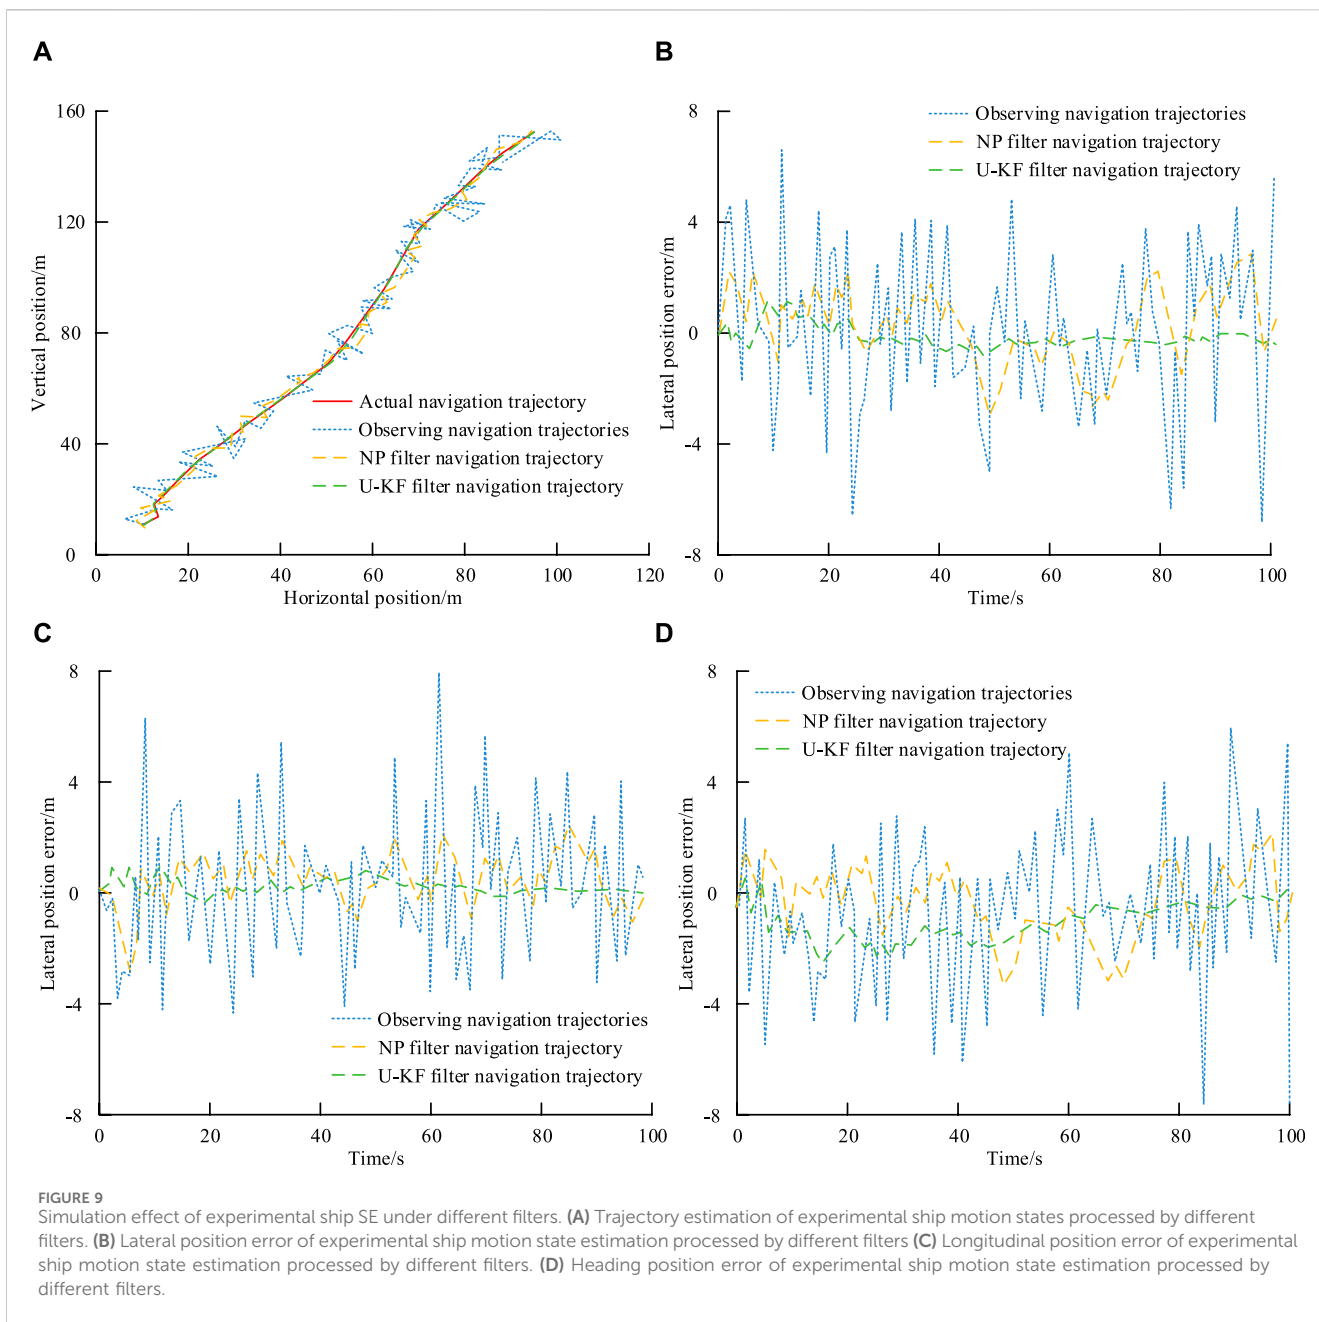 A
Vertical position/m
160
120
80
40
0
0 20 40 60 80 100 120
Horizontal position/m
Actual navigation trajectory
Observing navigation trajectories
NP filter navigation trajectory
U-KF filter navigation trajectory
B
Lateral position error/m
8
4
0
-4
-8
0 20 40 60 80 100
Time/s
Observing navigation trajectories
NP filter navigation trajectory
U-KF filter navigation trajectory
C
Lateral position error/m
8
4
0
-4
-8
0 20 40 60 80 100
Time/s
Observing navigation trajectories
NP filter navigation trajectory
U-KF filter navigation trajectory
D
Lateral position error/m
8
4
0
-4
-8
0 20 40 60 80 100
Time/s
Observing navigation trajectories
NP filter navigation trajectory
U-KF filter navigation trajectory
FIGURE 9
Simulation effect of experimental ship SE under different filters. (A) Trajectory estimation of experimental ship motion states processed by different
filters. (B) Lateral position error of experimental ship motion state estimation processed by different filters (C) Longitudinal position error of experimental
ship motion state estimation processed by different filters. (D) Heading position error of experimental ship motion state estimation processed by
different filters.